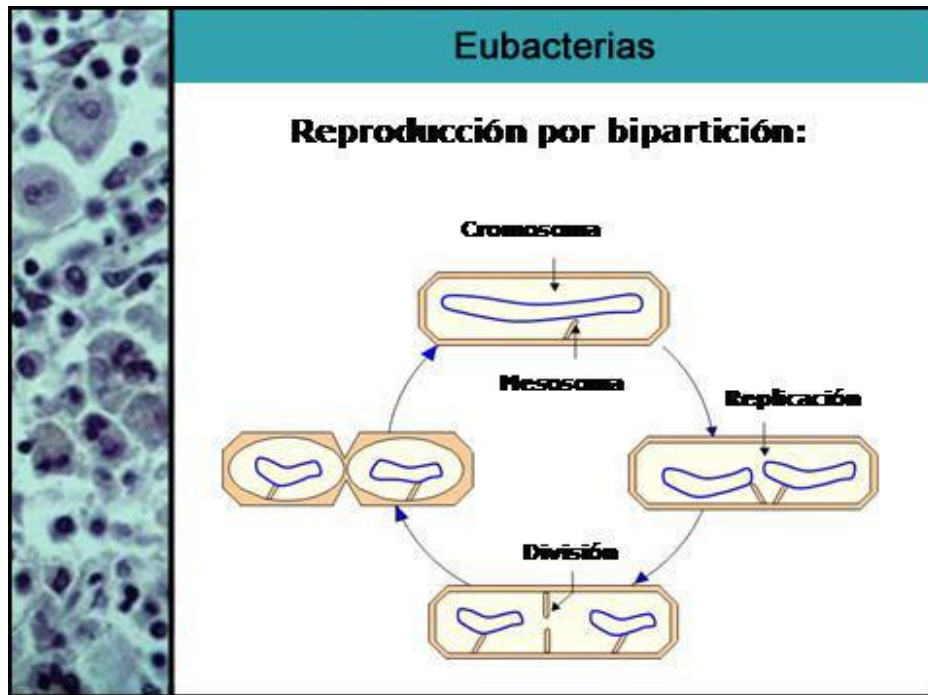 Eubacterias
Reproducción por bipartición:
Cromosoma
Mesosoma
Replicación
División